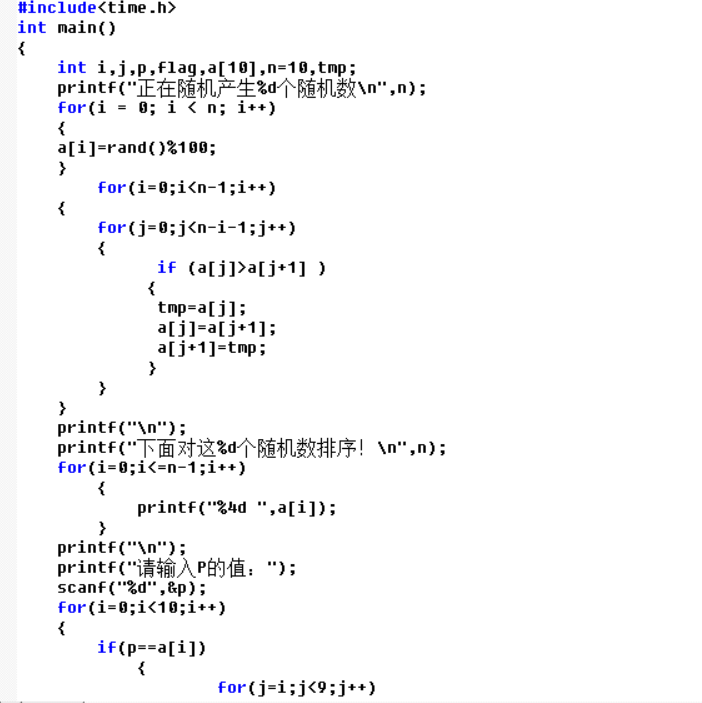 #include<time.h>
int main()
{
    int i,j,p,flag,a[10],n=10,tmp;
    printf("正在随机产生%d个随机数\n",n);
    for(i = 0; i < n; i++)
    {
    a[i]=rand()%100;
    }
        for(i=0;i<n-1;i++)
    {
        for(j=0;j<n-i-1;j++)
        {
              if (a[j]>a[j+1] )
             {
              tmp=a[j];
              a[j]=a[j+1];
              a[j+1]=tmp;
             }
        }
    }
    printf("\n");
    printf("下面对这%d个随机数排序！\n",n);
    for(i=0;i<=n-1;i++)
        {
            printf("%4d ",a[i]);
        }
    printf("\n");
    printf("请输入P的值：");
    scanf("%d",&p);
    for(i=0;i<10;i++)
    {
        if(p==a[i])
            {
                    for(j=i;j<9;j++)